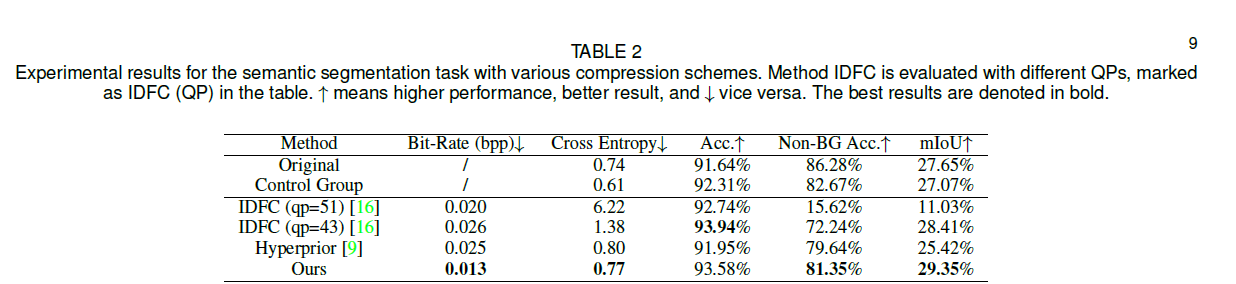 9
TABLE 2
Experimental results for the semantic segmentation task with various compression schemes. Method IDFC is evaluated with different QPs, marked
as IDFC (QP) in the table. ↑ means higher performance, better result, and ↓ vice versa. The best results are denoted in bold.
Method Bit-Rate (bpp)↓ Cross Entropy↓ Acc.↑ Non-BG Acc.↑ mIoU↑
Original / 0.74 91.64% 86.28% 27.65%
Control Group / 0.61 92.31% 82.67% 27.07%
IDFC (qp=51) [16] 0.020 6.22 92.74% 15.62% 11.03%
IDFC (qp=43) [16] 0.026 1.38 93.94% 72.24% 28.41%
Hyperprior [9] 0.025 0.80 91.95% 79.64% 25.42%
Ours 0.013 0.77 93.58% 81.35% 29.35%